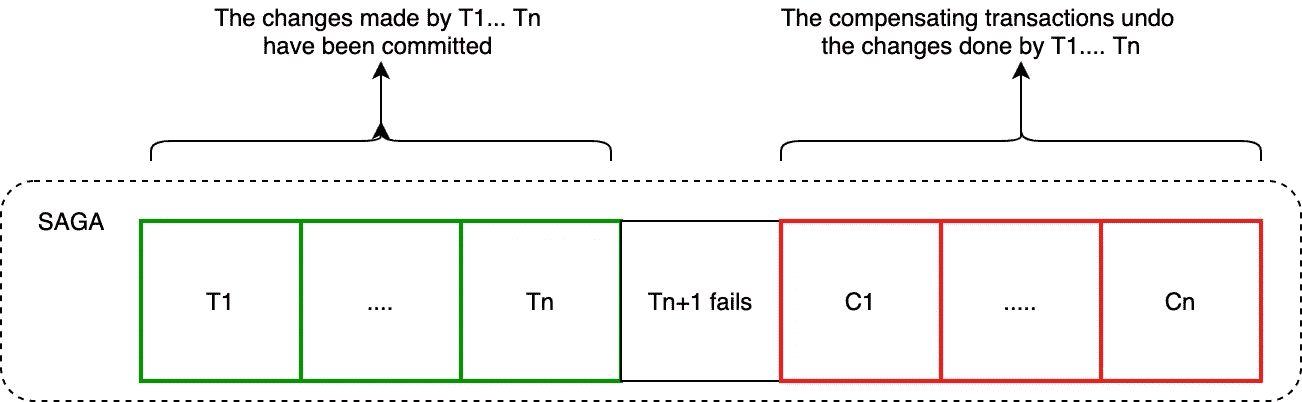 The changes made by T1... Tn
have been committed
The compensating transactions undo
the changes done by T1.... Tn
SAGA
T1
....
Tn
Tn+1 fails
C1
.....
Cn